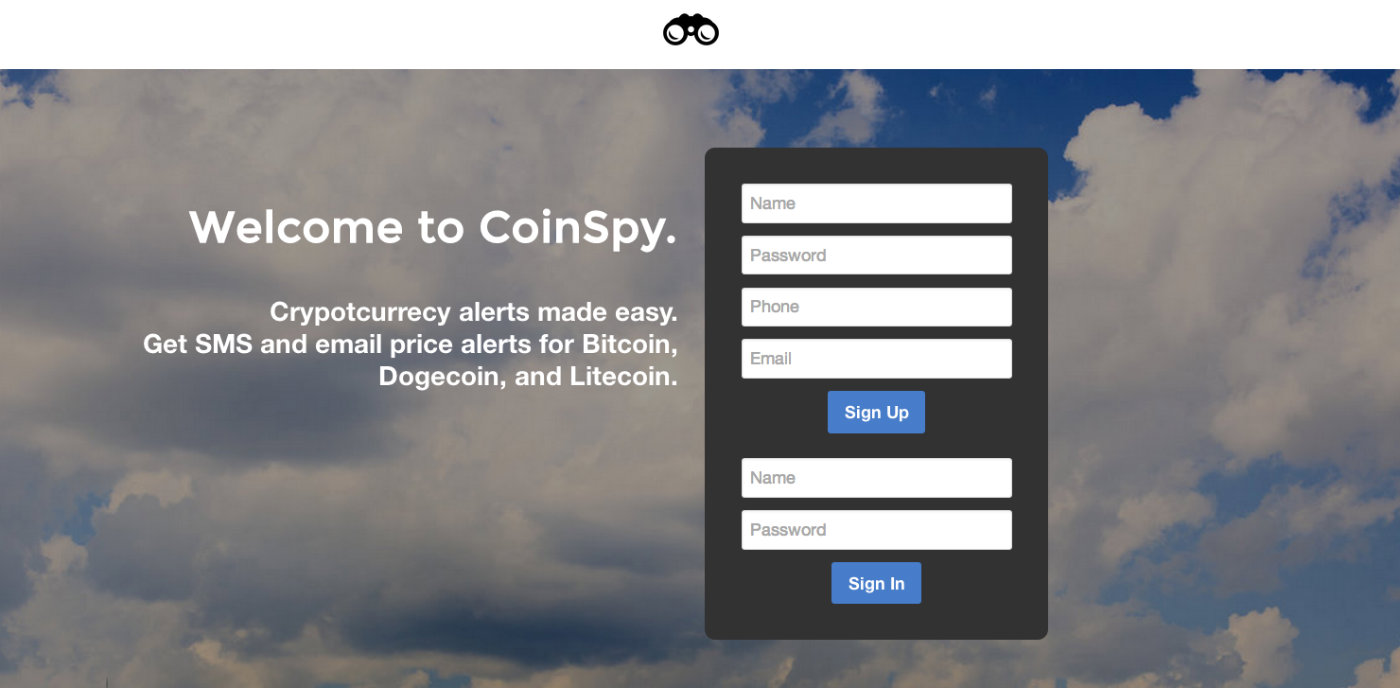 Welcome to CoinSpy.
Crypotcurrecy alerts made easy.
Get SMS and email price alerts for Bitcoin,
Dogecoin, and Litecoin.
Name
Password
Phone
Email
Sign Up
Name
Password
Sign In